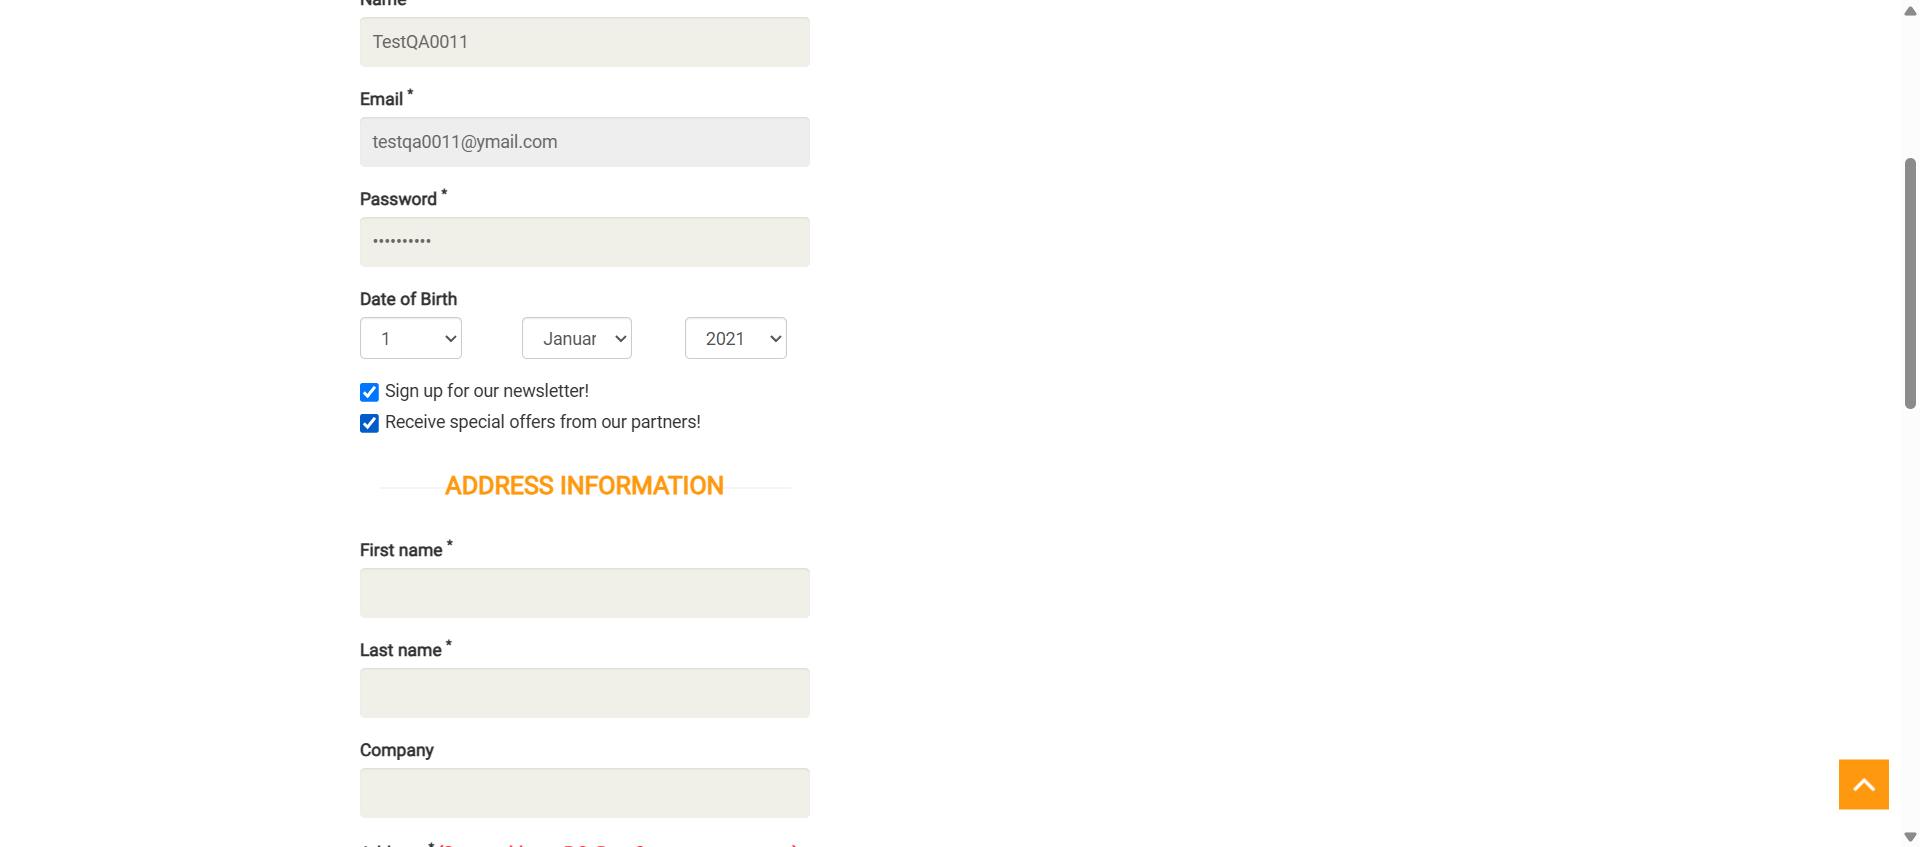 Name
TestQA0011
Email *
testqa0011@ymail.com
Password *
••••••••••
Date of Birth
1 Januar 2021
Sign up for our newsletter!
Receive special offers from our partners!
ADDRESS INFORMATION
First name *
Last name *
Company